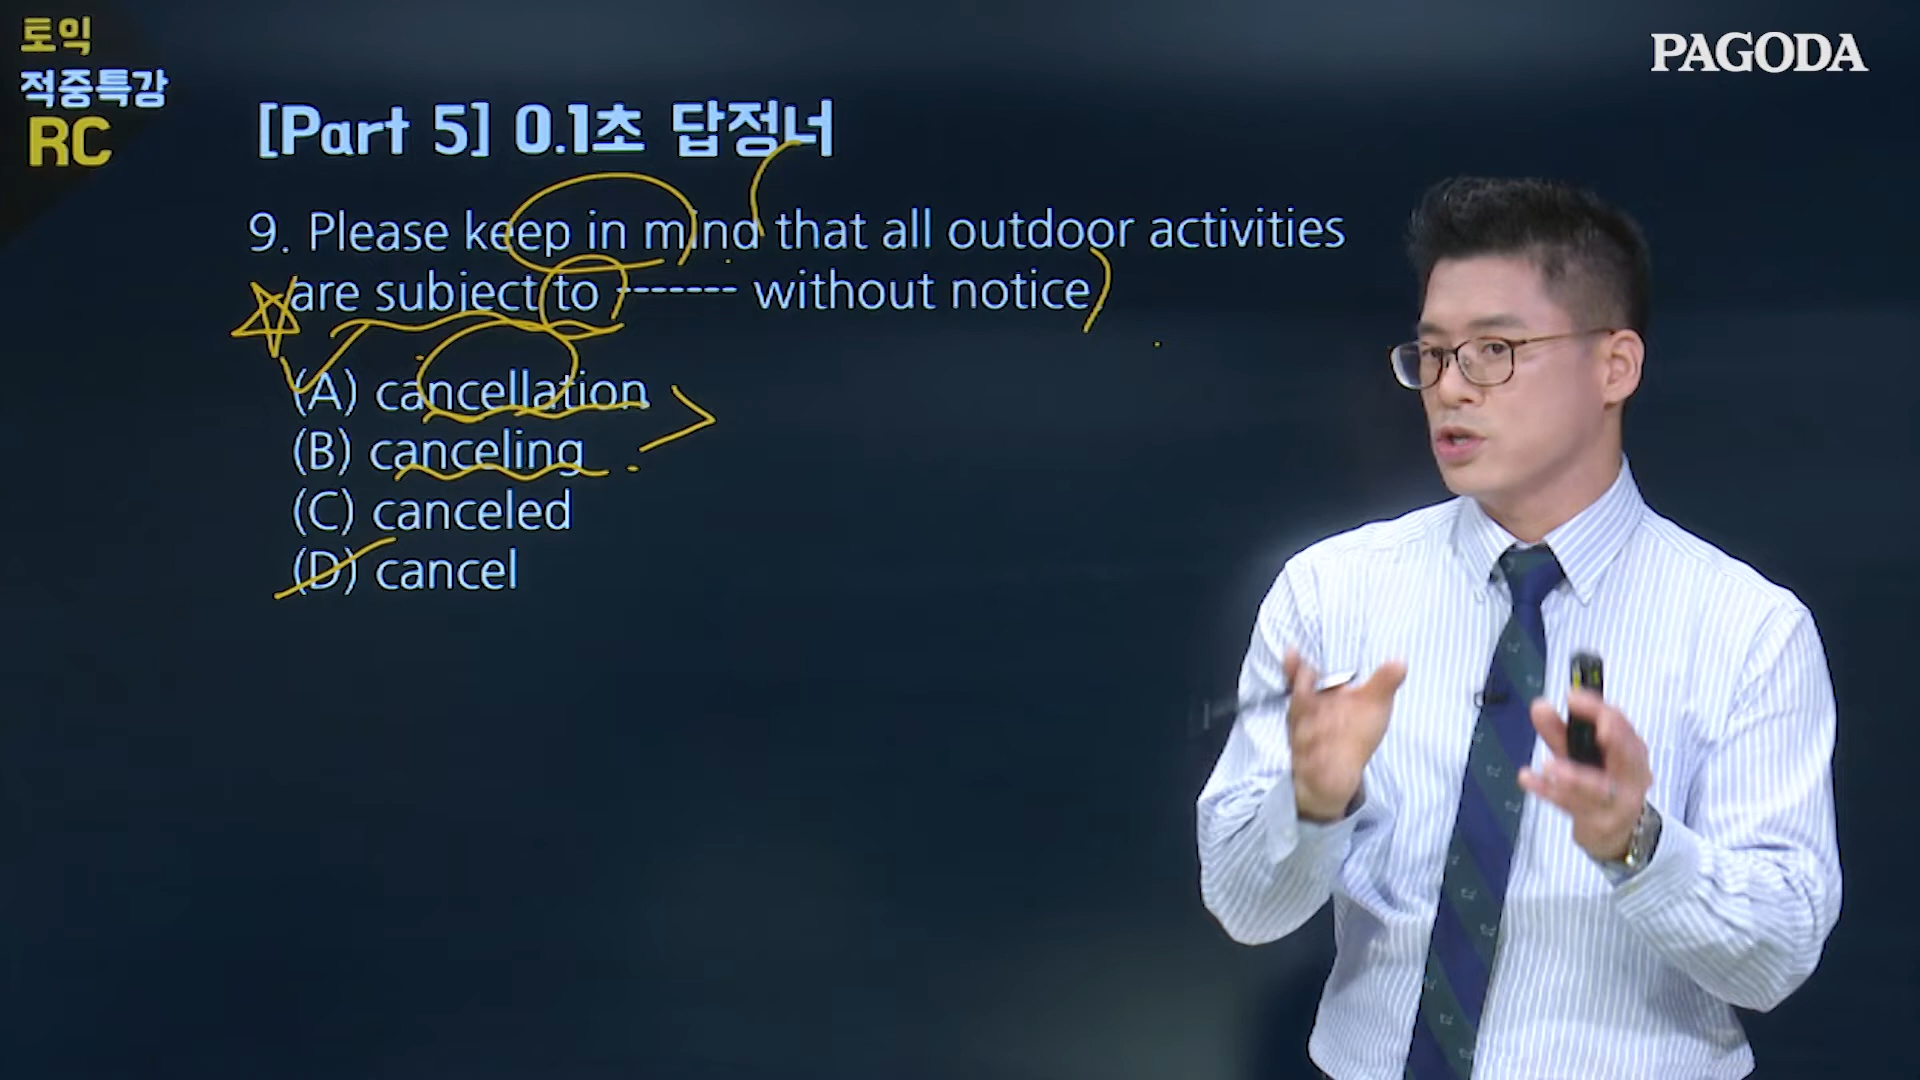 토익
적중특강
RC
PAGODA
[Part 5] 0.1초 답정너
9. Please keep in mind that all outdoor activities
are subject to ------- without notice
(A) cancellation
(B) canceling
(C) canceled
(D) cancel